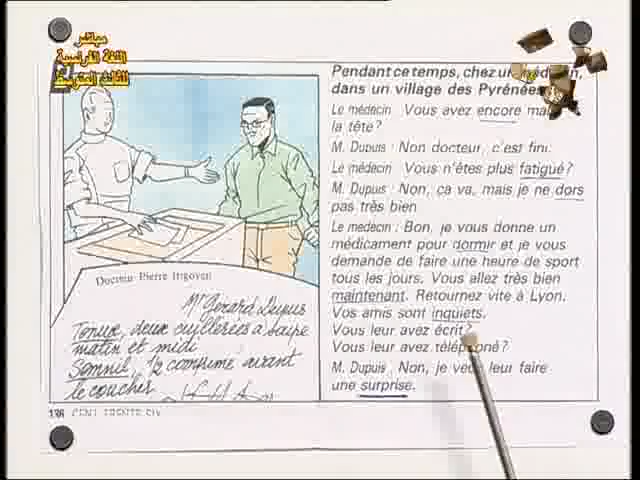 مباشر
اللغة الفرنسية
للثالث المتوسط
Pendant ce temps, chez un
dans un village des Pyrénées
Le médecin : Vous avez encore mal
la tête?
M. Dupuis : Non docteur, c'est fini.
Le médecin : Vous n'êtes plus fatigué?
M. Dupuis : Non, ça va, mais je ne dors
pas très bien
Le medecin : Bon, je vous donne un
médicament pour dormir et je vous
demande de faire une heure de sport
tous les jours. Vous allez très bien
maintenant. Retournez vite à Lyon.
Vos amis sont inquiets.
Vous leur avez écrit?
Vous leur avez téléphoné?
M. Dupuis : Non, je veux leur faire
une surprise.
Docteur Pierre Irigoyen
Mr Gerard Dupuis
Tonux, deux cuillerées à soupe
matin et midi
Somnil, 1/2 comprimé avant
le coucher
136 CENT TRENTE SIX